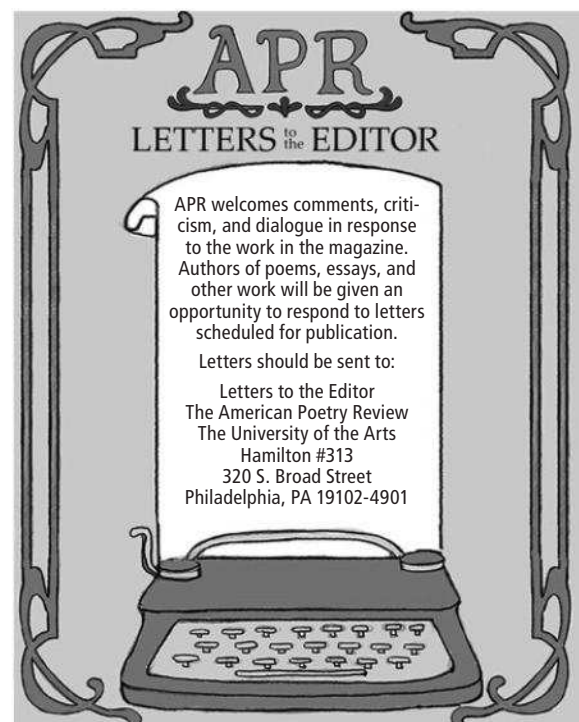 APR
LETTERS to the EDITOR
APR welcomes comments, criti-
cism, and dialogue in response
to the work in the magazine.
Authors of poems, essays, and
other work will be given an
opportunity to respond to letters
scheduled for publication.
Letters should be sent to:
Letters to the Editor
The American Poetry Review
The University of the Arts
Hamilton #313
320 S. Broad Street
Philadelphia, PA 19102-4901